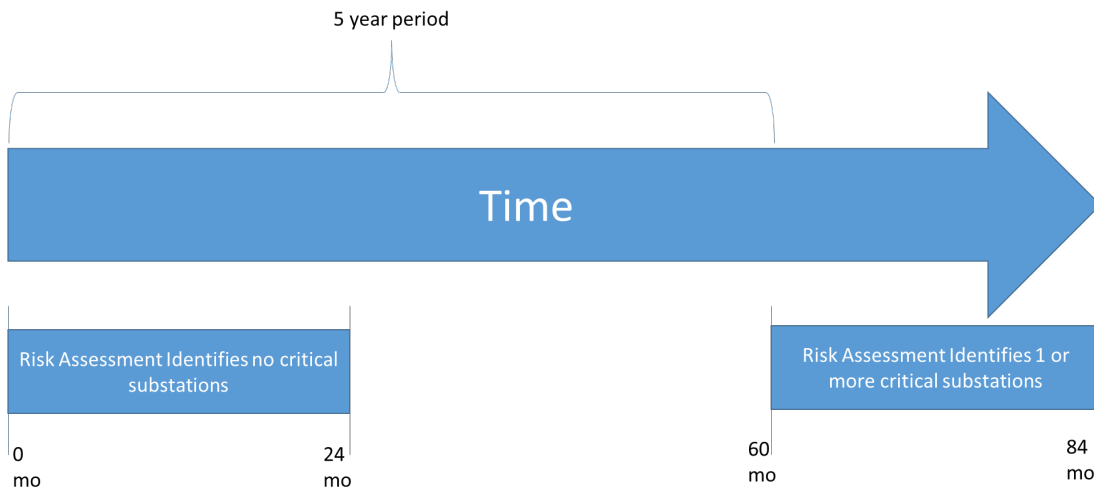 5 year period
Time
Risk Assessment Identifies no critical
substations
Risk Assessment Identifies 1 or
more critical substations
0
mo
24
mo
60
mo
84
mo